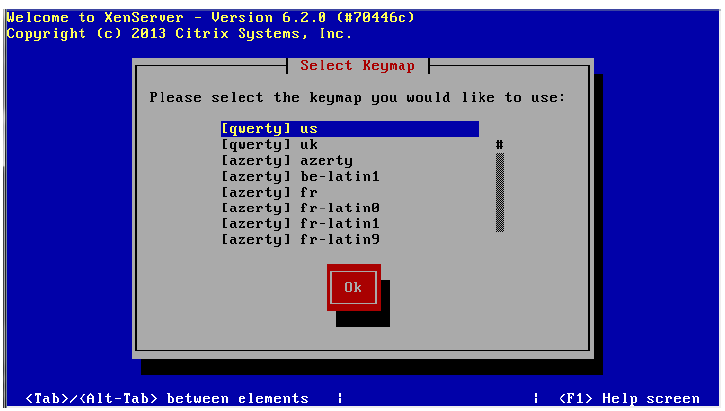 Welcome to XenServer - Version 6.2.0 (#70446c)
Copyright (c) 2013 Citrix Systems, Inc.
Select Keymap
Please select the keymap you would like to use:
[qwerty] us
[qwerty] uk #
[azerty] azerty
[azerty] be-latin1
[azerty] fr
[azerty] fr-latin0
[azerty] fr-latin1
[azerty] fr-latin9
Ok
<Tab>/<Alt-Tab> between elements | | <F1> Help screen